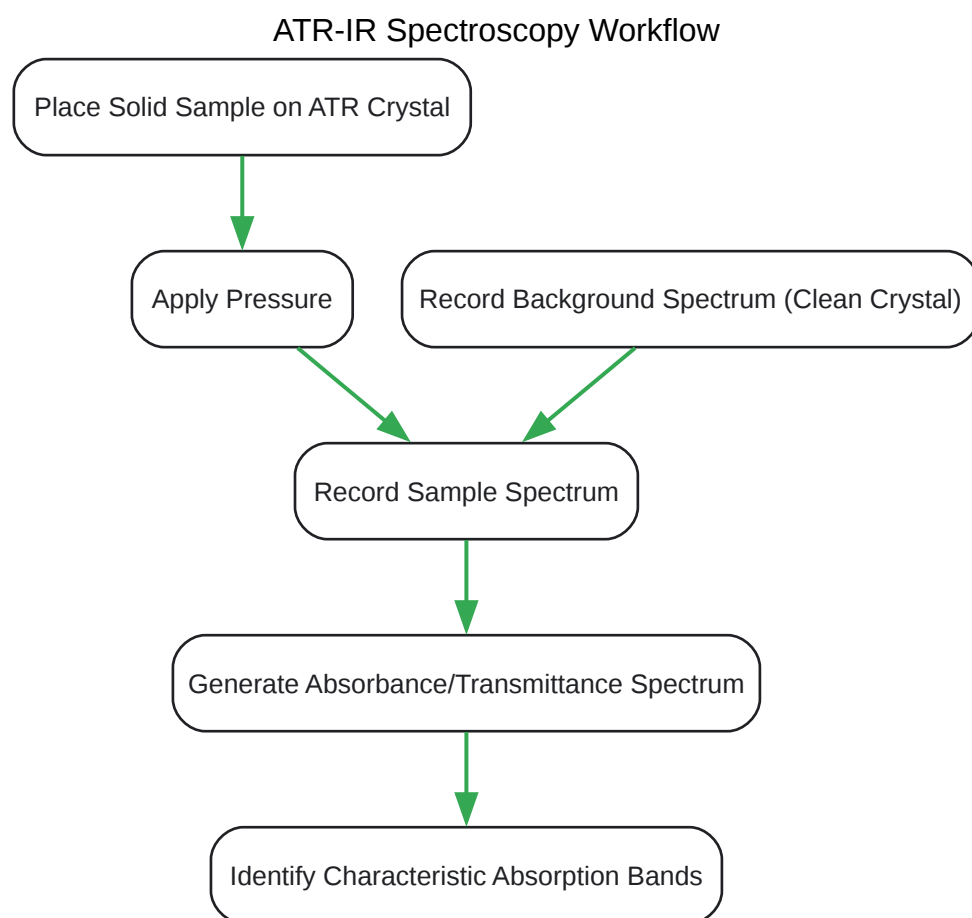 ATR-IR Spectroscopy Workflow
Place Solid Sample on ATR Crystal
Apply Pressure
Record Background Spectrum (Clean Crystal)
Record Sample Spectrum
Generate Absorbance/Transmittance Spectrum
Identify Characteristic Absorption Bands